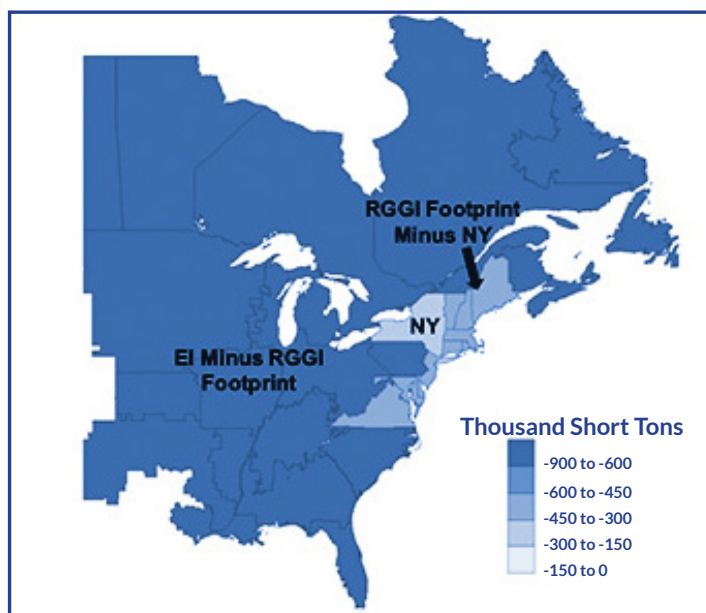 RGGI Footprint
Minus NY
NY
EI Minus RGGI
Footprint
Thousand Short Tons
-900 to -600
-600 to -450
-450 to -300
-300 to -150
-150 to 0